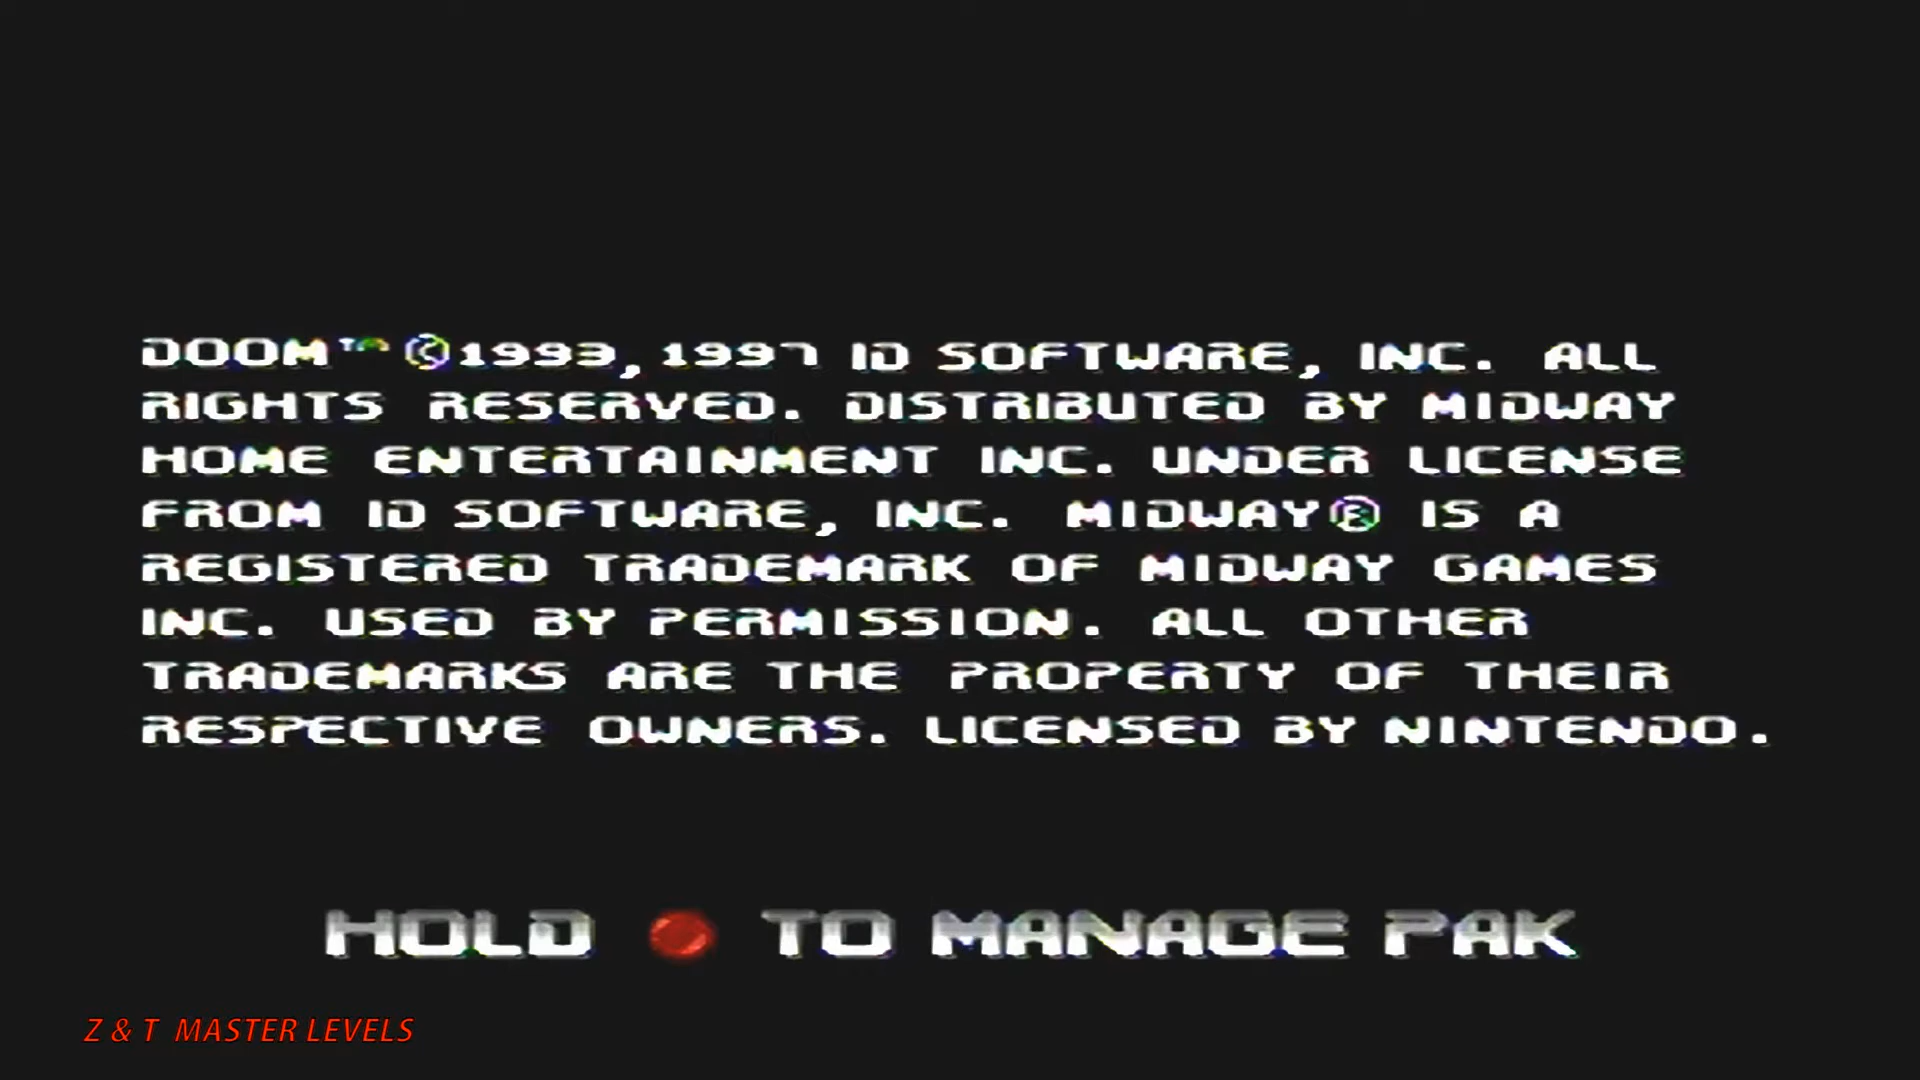 DOOM™ ©1993, 1997 ID SOFTWARE, INC. ALL
RIGHTS RESERVED. DISTRIBUTED BY MIDWAY
HOME ENTERTAINMENT INC. UNDER LICENSE
FROM ID SOFTWARE, INC. MIDWAY® IS A
REGISTERED TRADEMARK OF MIDWAY GAMES
INC. USED BY PERMISSION. ALL OTHER
TRADEMARKS ARE THE PROPERTY OF THEIR
RESPECTIVE OWNERS. LICENSED BY NINTENDO.
HOLD TO MANAGE PAK
Z & T MASTER LEVELS